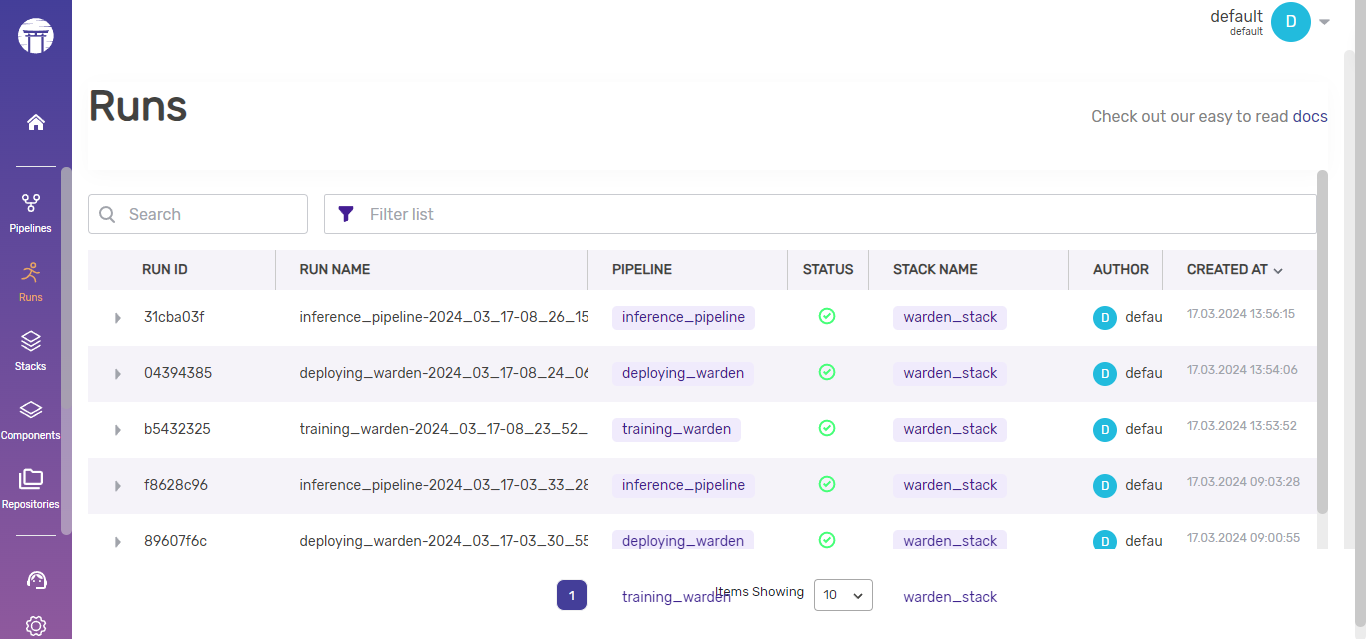 default
default
D
Runs
Check out our easy to read docs
Search
Filter list
RUN ID RUN NAME PIPELINE STATUS STACK NAME AUTHOR CREATED AT
31cba03f inference_pipeline-2024_03_17-08_26_15 inference_pipeline warden_stack D defau 17.03.2024 13:56:15
04394385 deploying_warden-2024_03_17-08_24_06 deploying_warden warden_stack D defau 17.03.2024 13:54:06
b5432325 training_warden-2024_03_17-08_23_52_ training_warden warden_stack D defau 17.03.2024 13:53:52
f8628c96 inference_pipeline-2024_03_17-03_33_28 inference_pipeline warden_stack D defau 17.03.2024 09:03:28
89607f6c deploying_warden-2024_03_17-03_30_55 deploying_warden warden_stack D defau 17.03.2024 09:00:55
1 training_warden Items Showing 10 warden_stack
Pipelines
Runs
Stacks
Components
Repositories